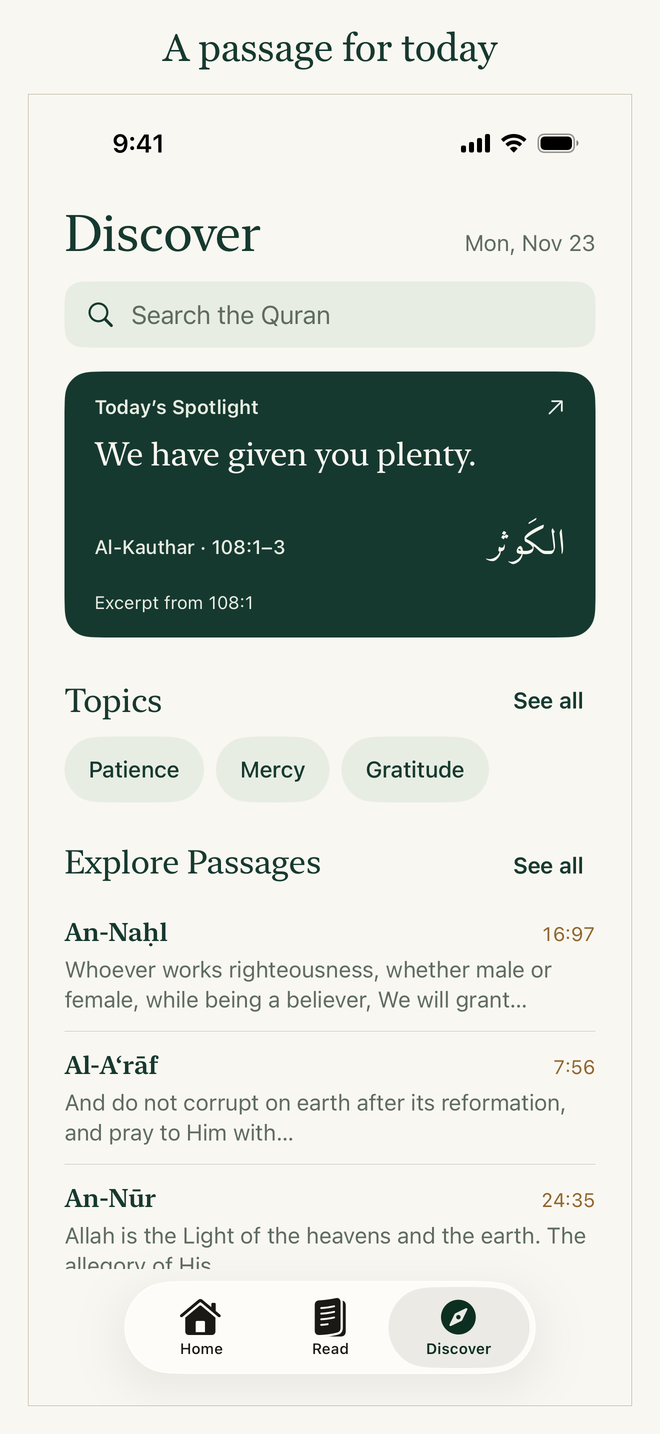 A passage for today
9:41
Discover
Mon, Nov 23
Search the Quran
Today’s Spotlight
We have given you plenty.
Al-Kauthar · 108:1–3
الكَوثر
Excerpt from 108:1
Topics
See all
Patience
Mercy
Gratitude
Explore Passages
See all
An-Naḥl
16:97
Whoever works righteousness, whether male or
female, while being a believer, We will grant...
Al-A‘rāf
7:56
And do not corrupt on earth after its reformation,
and pray to Him with...
An-Nūr
24:35
Allah is the Light of the heavens and the earth. The
allegory of His
Home
Read
Discover